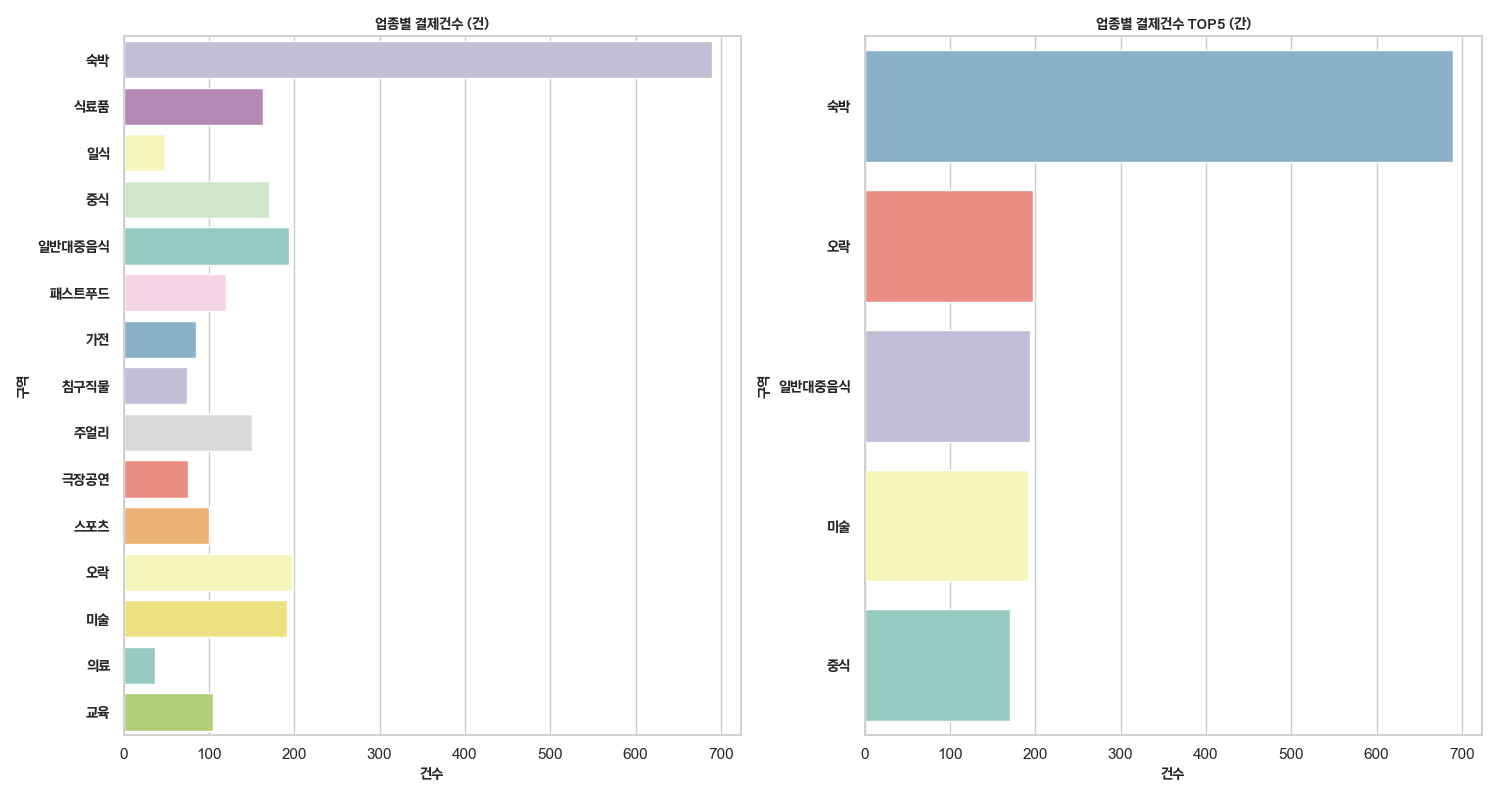 업종별 결제건수 (건)
숙박
식료품
일식
중식
일반대중음식
패스트푸드
가전
침구직물
주얼리
극장공연
스포츠
오락
미술
의료
교육
구역
0 100 200 300 400 500 600 700
건수
업종별 결제건수 TOP5 (간)
숙박
오락
일반대중음식
미술
중식
구역
0 100 200 300 400 500 600 700
건수